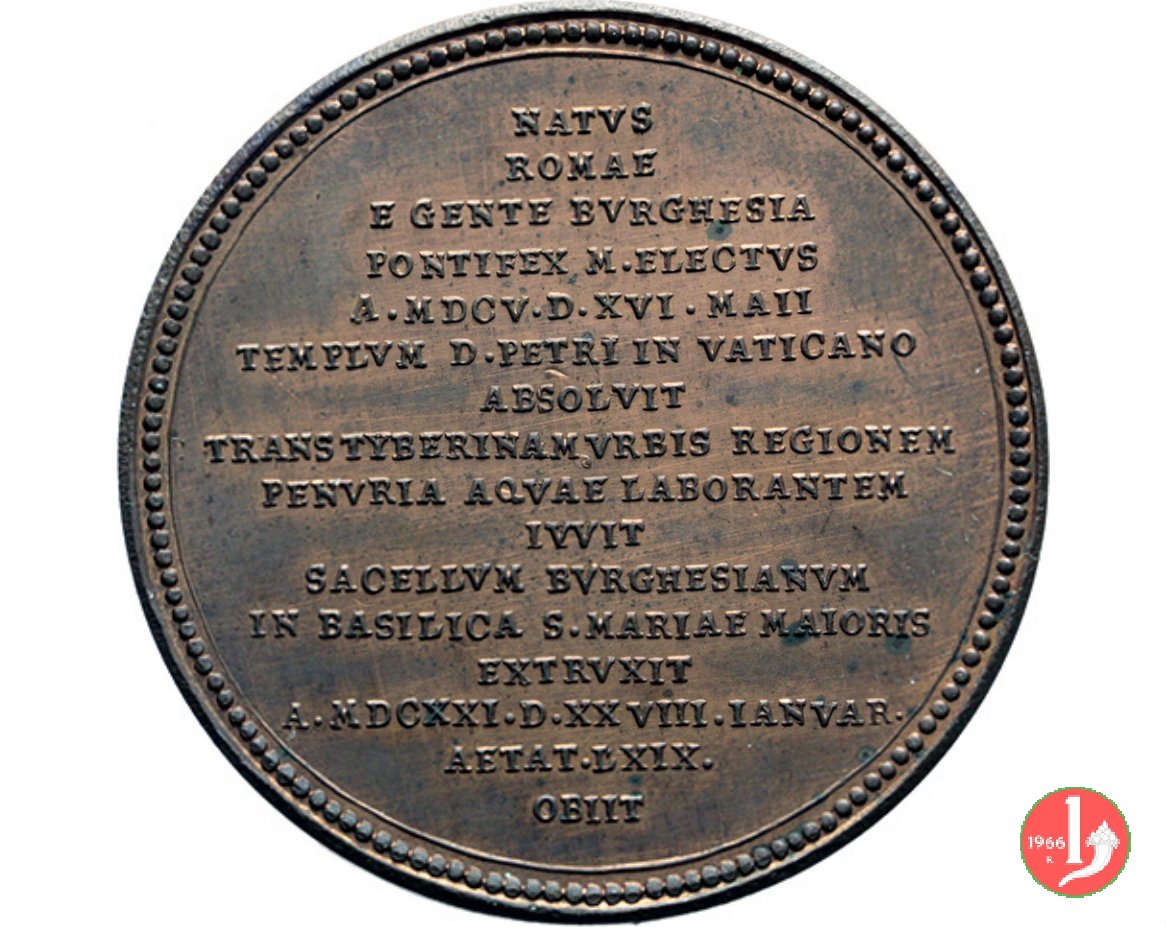 NATVS
ROMAE
E GENTE BVRGHESIA
PONTIFEX M·ELECTVS
A·MDCV·D·XVI·MAII
TEMPLVM D·PETRI IN VATICANO
ABSOLVIT
TRANSTYBERINAM VRBIS REGIONEM
PENVRIA AQVAE LABORANTEM
IVVIT
SACELLVM BVRGHESIANVM
IN BASILICA S·MARIAE MAIORIS
EXTRVXIT
A·MDCXXI·D·XXVIII·IANVAR·
AETAT·LXIX·
OBIIT
1966
R.